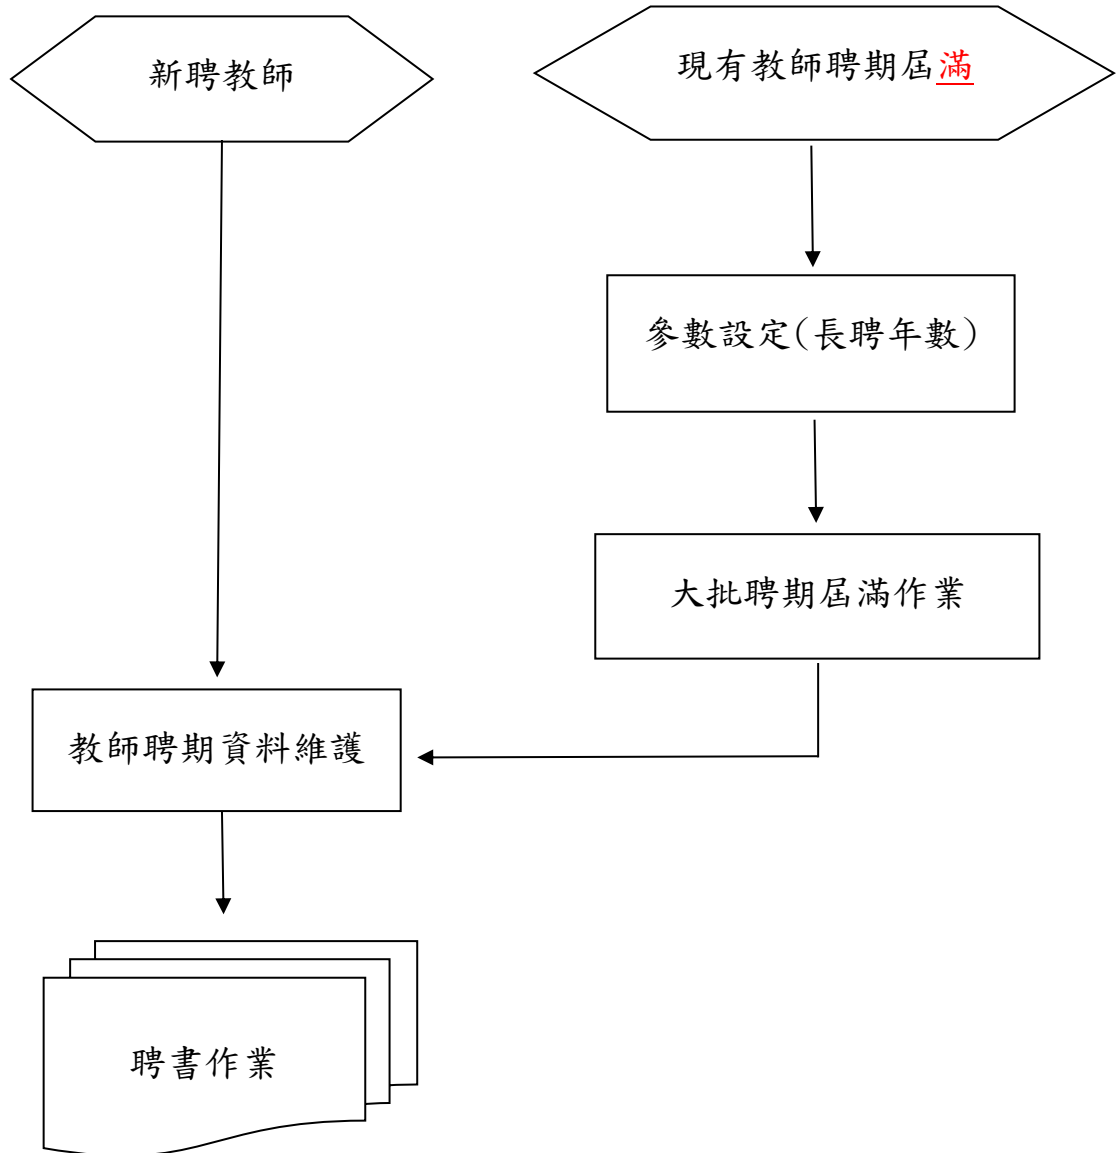 新聘教師
現有教師聘期屆滿
參數設定(長聘年數)
大批聘期屆滿作業
教師聘期資料維護
聘書作業